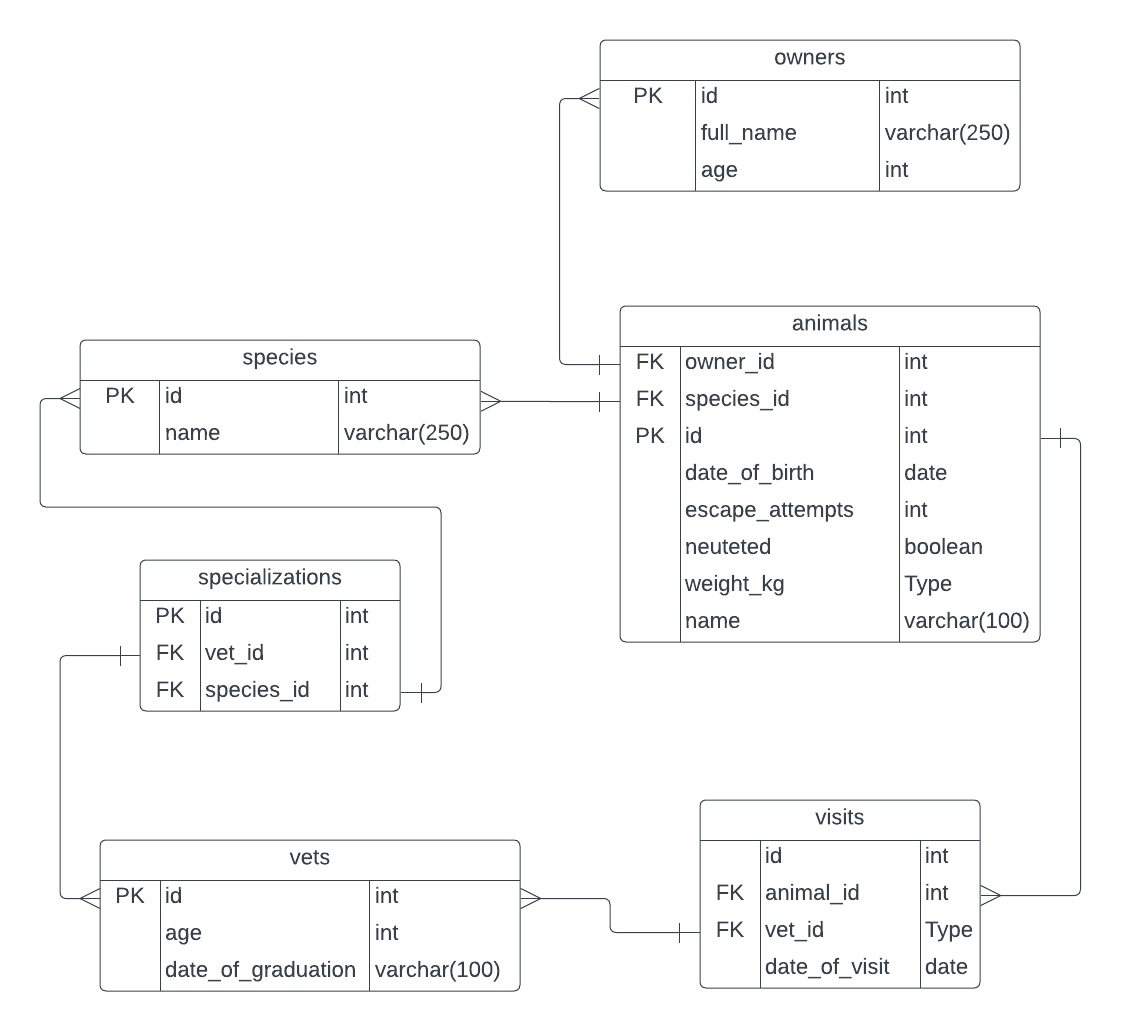 owners
PK id int
full_name varchar(250)
age int
animals
FK owner_id int
FK species_id int
PK id int
date_of_birth date
escape_attempts int
neuteted boolean
weight_kg Type
name varchar(100)
species
PK id int
name varchar(250)
specializations
PK id int
FK vet_id int
FK species_id int
vets
PK id int
age int
date_of_graduation varchar(100)
visits
id int
FK animal_id int
FK vet_id Type
date_of_visit date